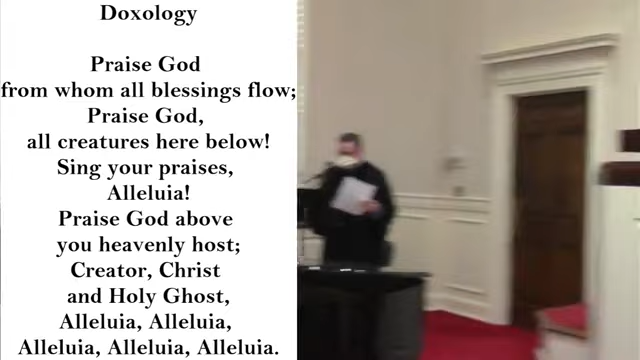 Doxology
Praise God
from whom all blessings flow;
Praise God,
all creatures here below!
Sing your praises,
Alleluia!
Praise God above
you heavenly host;
Creator, Christ
and Holy Ghost,
Alleluia, Alleluia,
Alleluia, Alleluia, Alleluia.